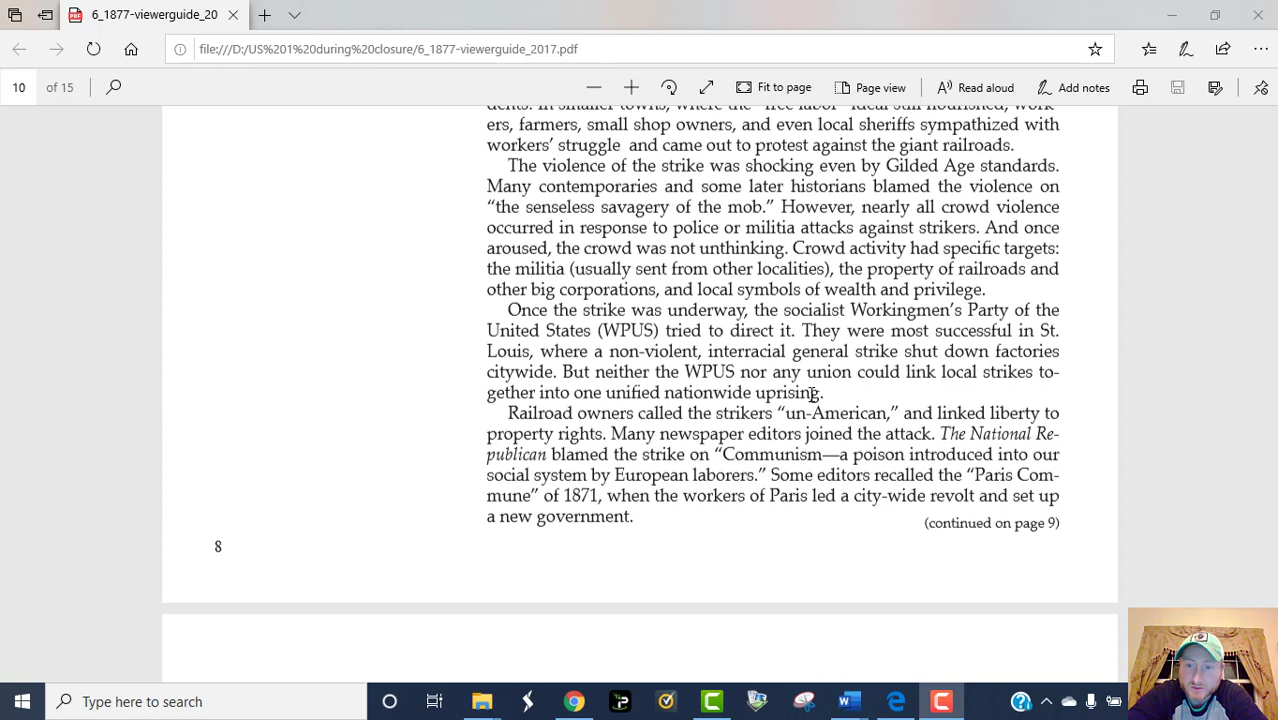 6_1877-viewerguide_20
file:///D:/US%201%20during%20closure/6_1877-viewerguide_2017.pdf
10 of 15
Fit to page
Page view
Read aloud
Add notes
dents. In smaller towns, where the “free labor” ideal still flourished, work-
ers, farmers, small shop owners, and even local sheriffs sympathized with
workers’ struggle and came out to protest against the giant railroads.
The violence of the strike was shocking even by Gilded Age standards.
Many contemporaries and some later historians blamed the violence on
“the senseless savagery of the mob.” However, nearly all crowd violence
occurred in response to police or militia attacks against strikers. And once
aroused, the crowd was not unthinking. Crowd activity had specific targets:
the militia (usually sent from other localities), the property of railroads and
other big corporations, and local symbols of wealth and privilege.
Once the strike was underway, the socialist Workingmen’s Party of the
United States (WPUS) tried to direct it. They were most successful in St.
Louis, where a non-violent, interracial general strike shut down factories
citywide. But neither the WPUS nor any union could link local strikes to-
gether into one unified nationwide uprising.
Railroad owners called the strikers “un-American,” and linked liberty to
property rights. Many newspaper editors joined the attack. The National Re-
publican blamed the strike on “Communism—a poison introduced into our
social system by European laborers.” Some editors recalled the “Paris Com-
mune” of 1871, when the workers of Paris led a city-wide revolt and set up
a new government.
(continued on page 9)
8
Type here to search